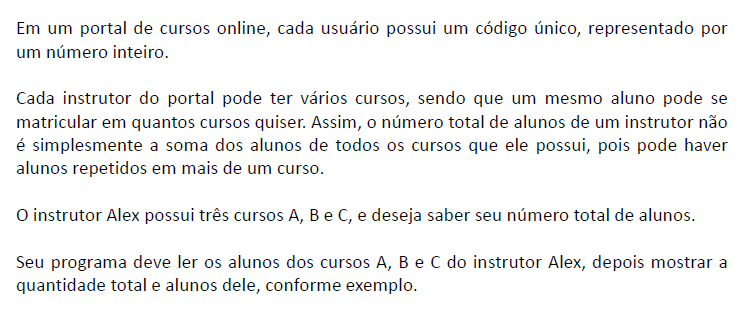 Em um portal de cursos online, cada usuário possui um código único, representado por
um número inteiro.
Cada instrutor do portal pode ter vários cursos, sendo que um mesmo aluno pode se
matricular em quantos cursos quiser. Assim, o número total de alunos de um instrutor não
é simplesmente a soma dos alunos de todos os cursos que ele possui, pois pode haver
alunos repetidos em mais de um curso.
O instrutor Alex possui três cursos A, B e C, e deseja saber seu número total de alunos.
Seu programa deve ler os alunos dos cursos A, B e C do instrutor Alex, depois mostrar a
quantidade total e alunos dele, conforme exemplo.